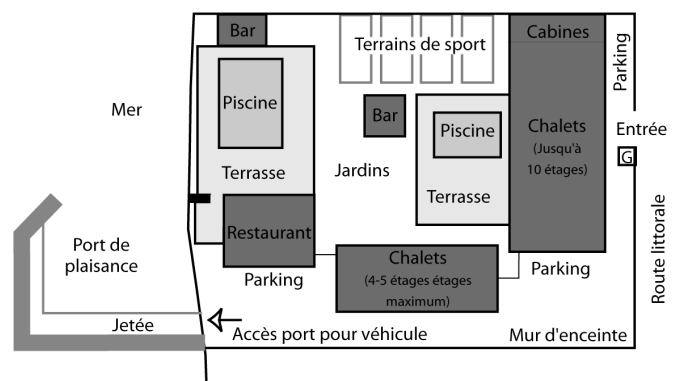 Bar
Terrains de sport
Cabines
Parking
Mer
Piscine
Bar
Piscine
Chalets
(Jusqu'à
10 étages)
Entrée
G
Terrasse
Jardins
Terrasse
Restaurant
Port de
plaisance
Chalets
(4-5 étages étages
maximum)
Parking
Parking
Route littorale
Jetée
Accès port pour véhicule
Mur d'enceinte